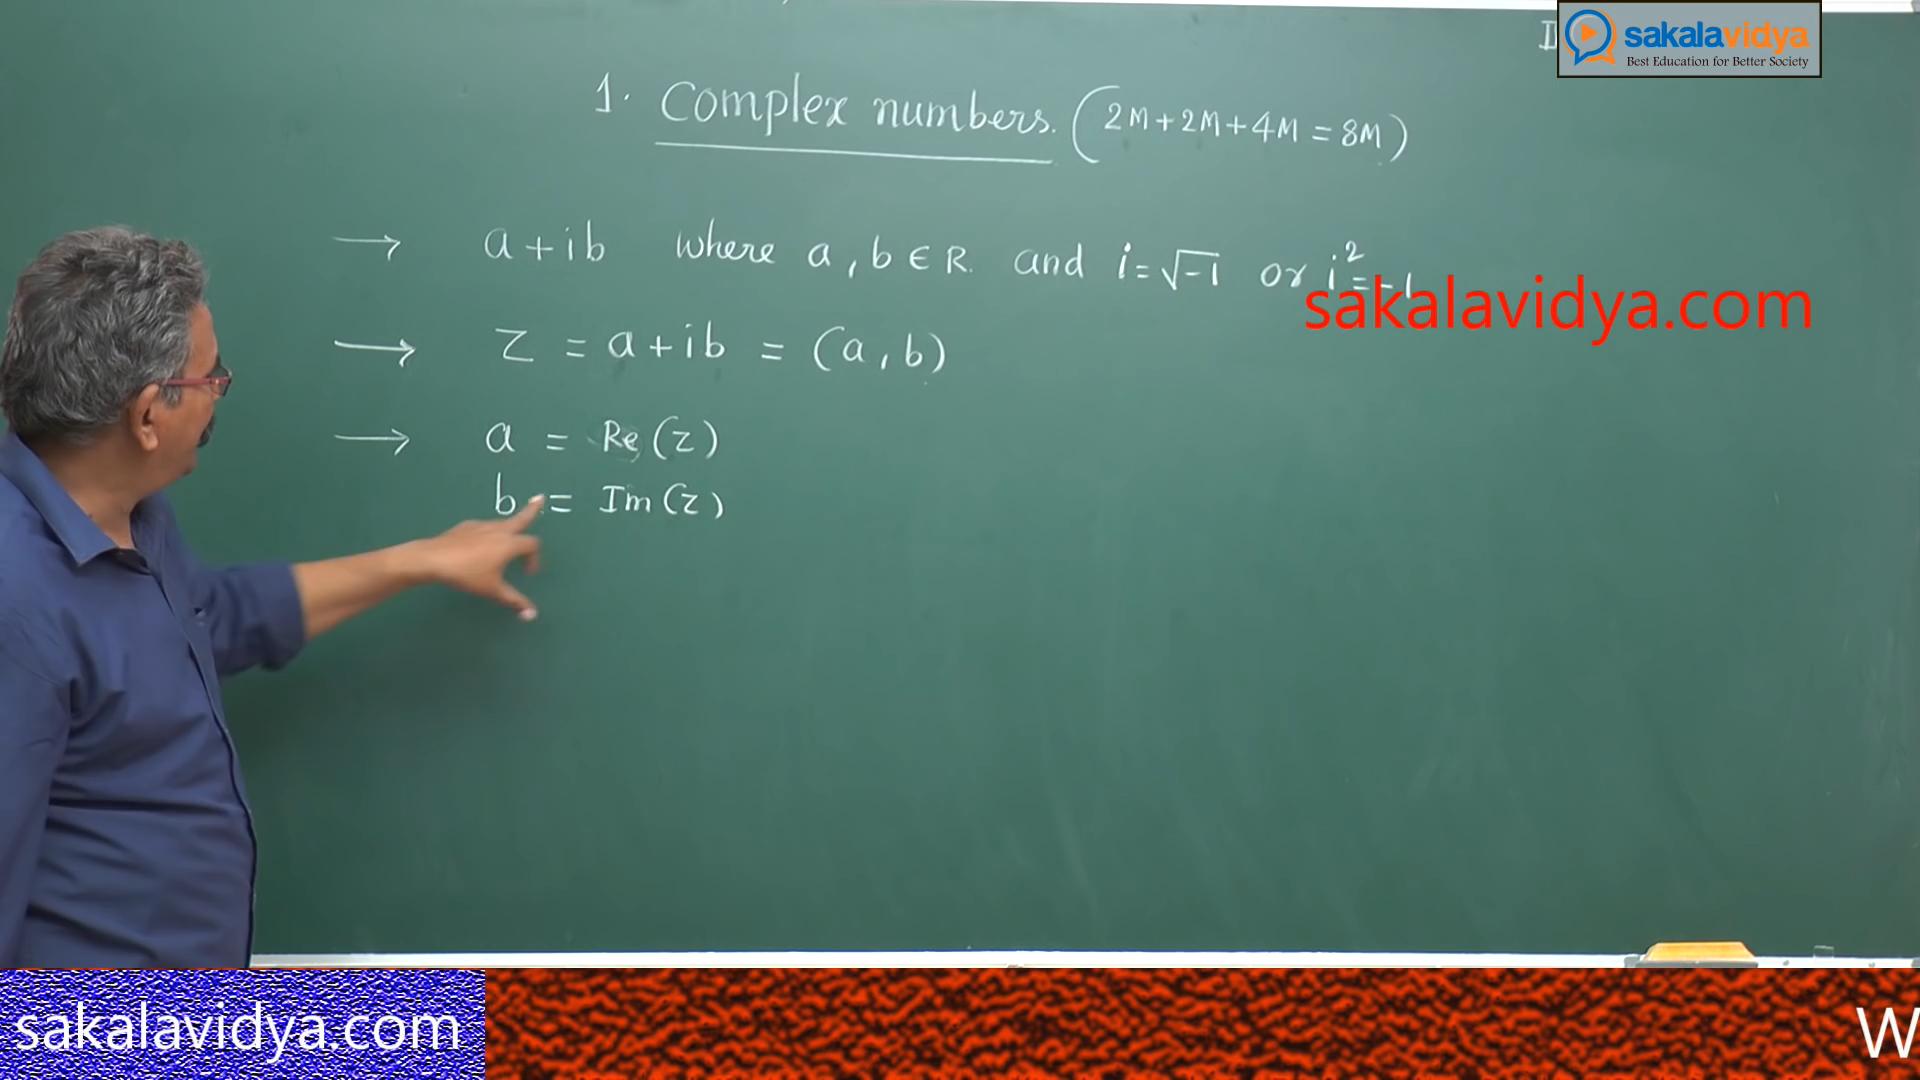 sakalavidya
Best Education for Better Society
1. Complex numbers. (2M+2M+4M = 8M)
→ a+ib where a, b ∈ R. and i = √-1 or i² = -1
sakalavidya.com
→ z = a+ib = (a, b)
→ a = Re(z)
b = Im(z)
sakalavidya.com
W